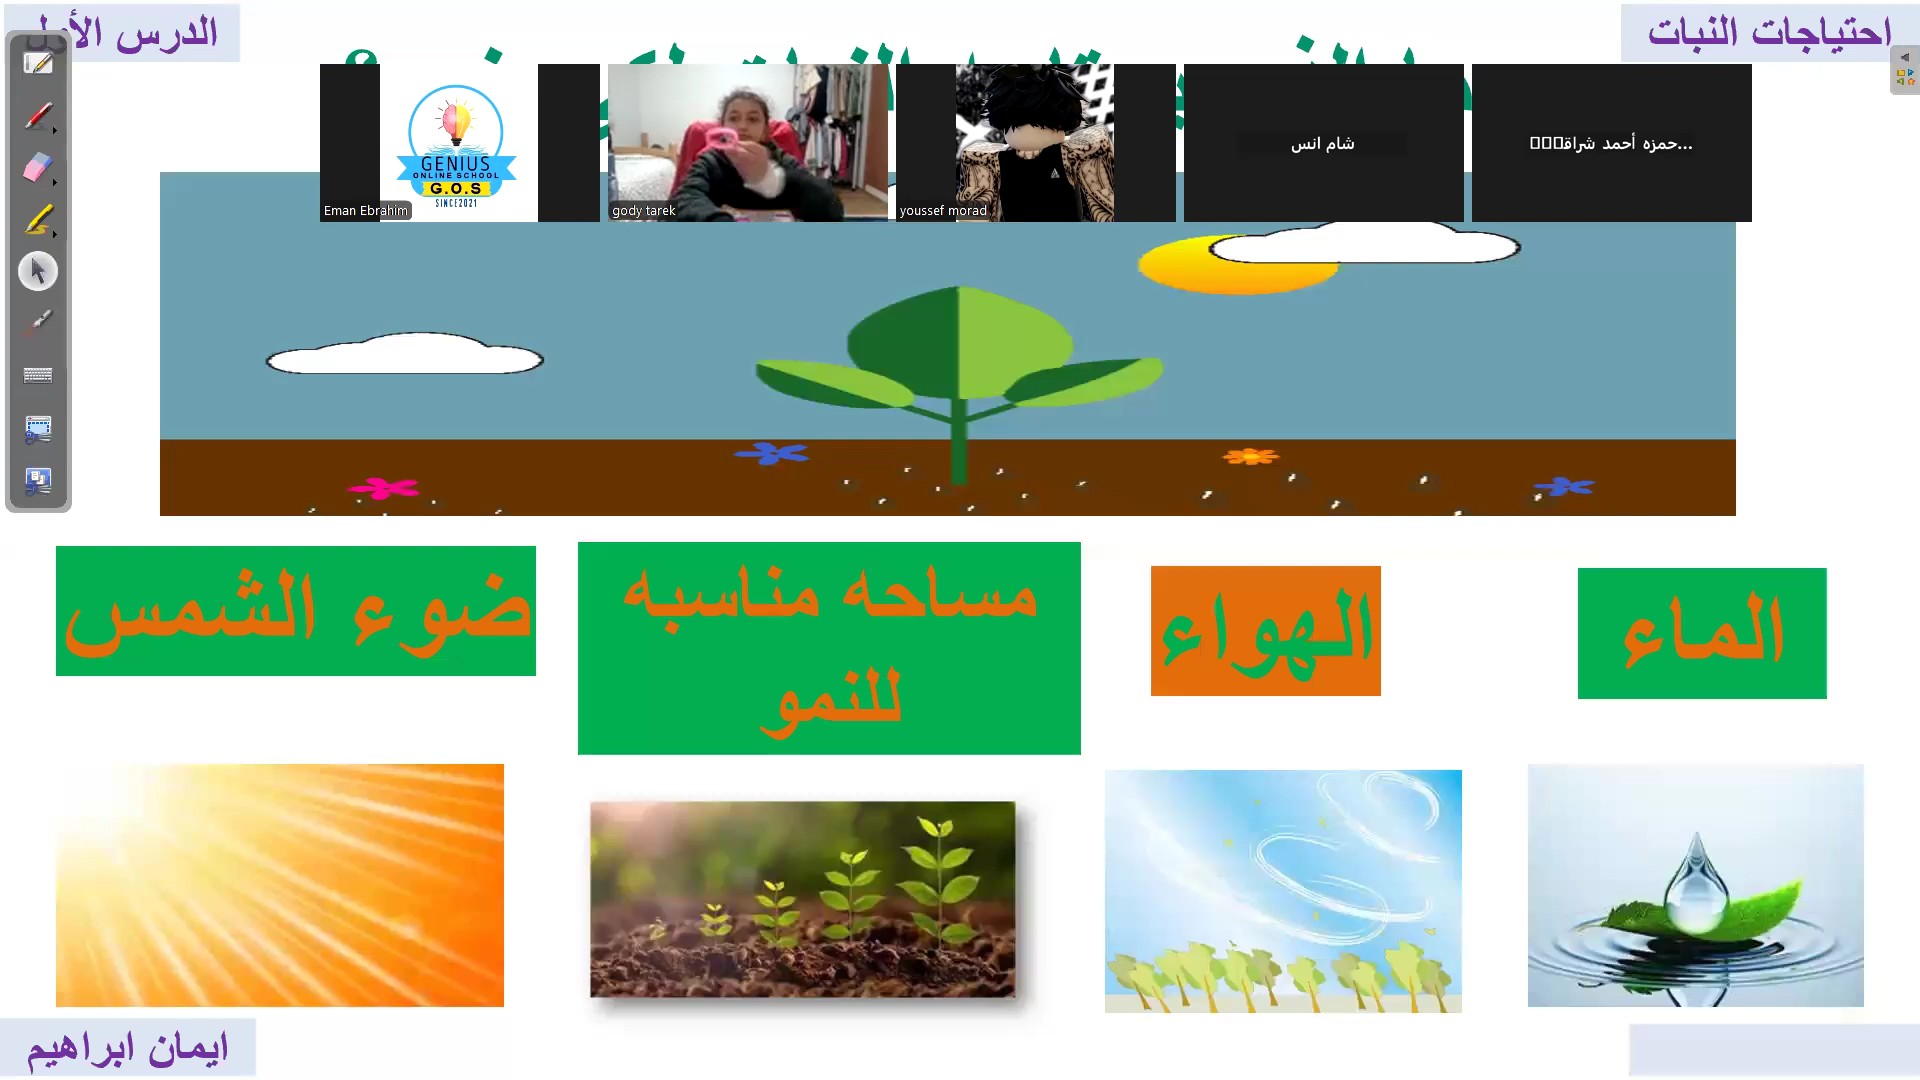 احتياجات النبات
الدرس الأول
GENIUS
ONLINE SCHOOL
G.O.S
SINCE2021
Eman Ebrahim
gody tarek
youssef morad
شام انس
حمزه أحمد شراق...
الماء
الهواء
مساحه مناسبه
للنمو
ضوء الشمس
ايمان ابراهيم